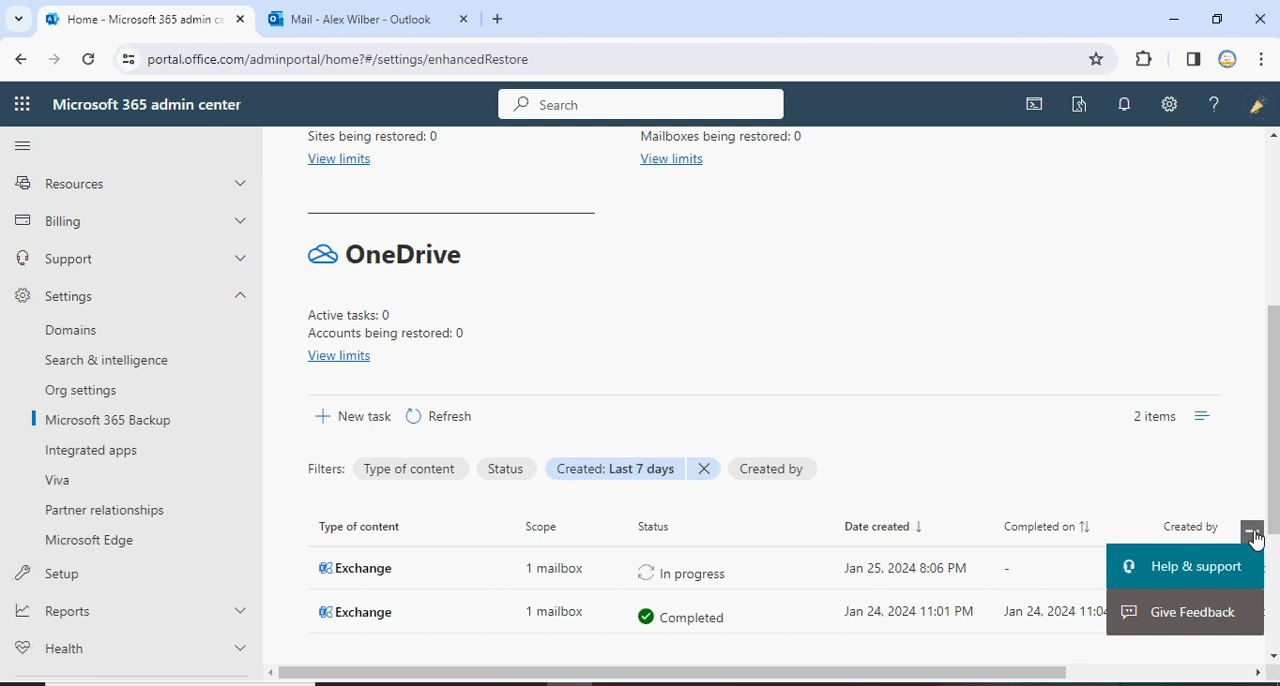 Home - Microsoft 365 admin ce
Mail - Alex Wilber - Outlook
portal.office.com/adminportal/home?#/settings/enhancedRestore
Microsoft 365 admin center
Search
Resources
Billing
Support
Settings
Domains
Search & intelligence
Org settings
Microsoft 365 Backup
Integrated apps
Viva
Partner relationships
Microsoft Edge
Setup
Reports
Health
Sites being restored: 0
View limits
Mailboxes being restored: 0
View limits
OneDrive
Active tasks: 0
Accounts being restored: 0
View limits
New task Refresh 2 items
Filters: Type of content Status Created: Last 7 days Created by
Type of content Scope Status Date created Completed on Created by
Exchange 1 mailbox In progress Jan 25, 2024 8:06 PM -
Exchange 1 mailbox Completed Jan 24, 2024 11:01 PM Jan 24, 2024 11:04
Help & support
Give Feedback